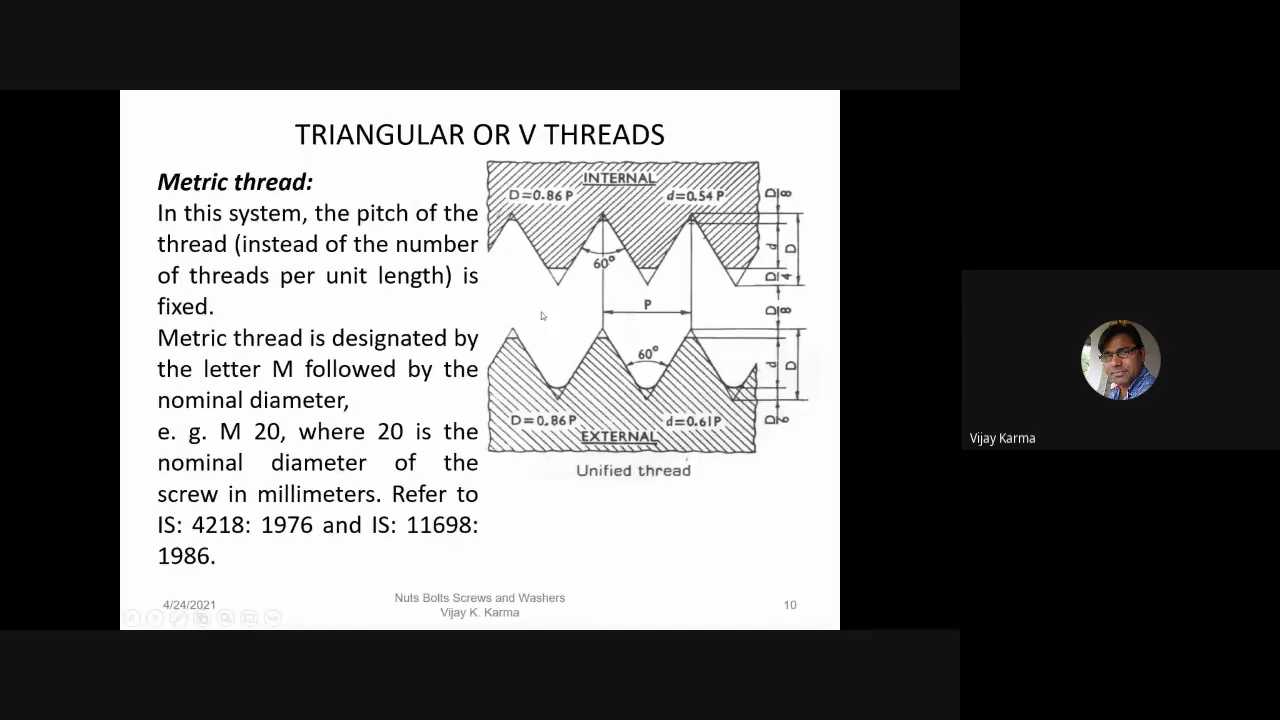 TRIANGULAR OR V THREADS
Metric thread:
In this system, the pitch of the
thread (instead of the number
of threads per unit length) is
fixed.
Metric thread is designated by
the letter M followed by the
nominal diameter,
e. g. M 20, where 20 is the
nominal diameter of the
screw in millimeters. Refer to
IS: 4218: 1976 and IS: 11698:
1986.
INTERNAL
D=0.86 P
d=0.54 P
60°
P
60°
D=0.86 P
d=0.61P
EXTERNAL
Unified thread
D/8
d
D
D/4
D/8
d
D
D/6
4/24/2021
Nuts Bolts Screws and Washers
Vijay K. Karma
10
Vijay Karma